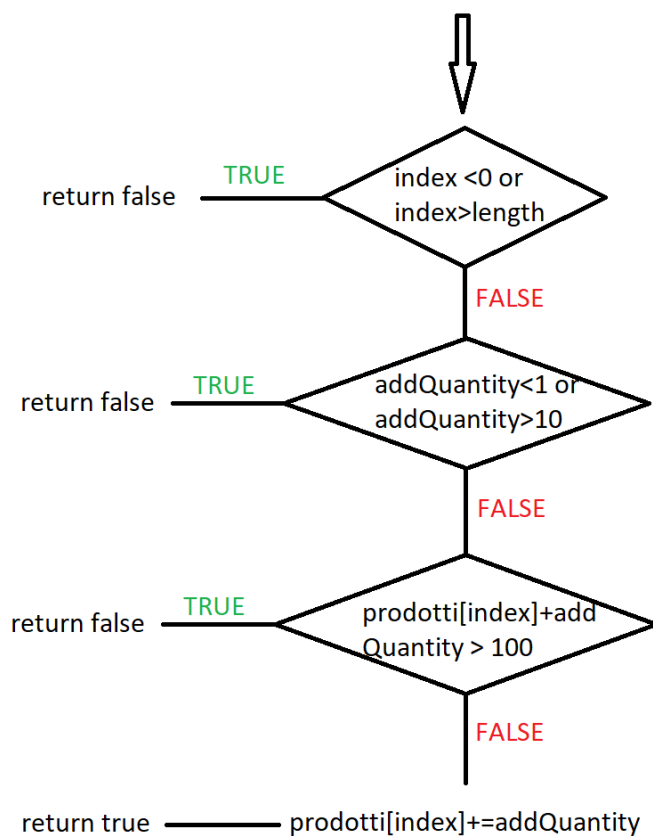 TRUE
index <0 or
return false
index>length
FALSE
TRUE
addQuantity<1 or
return false
addQuantity>10
FALSE
TRUE
prodotti[index]+add
return false
Quantity > 100
FALSE
return true
prodotti[index]+=addQuantity